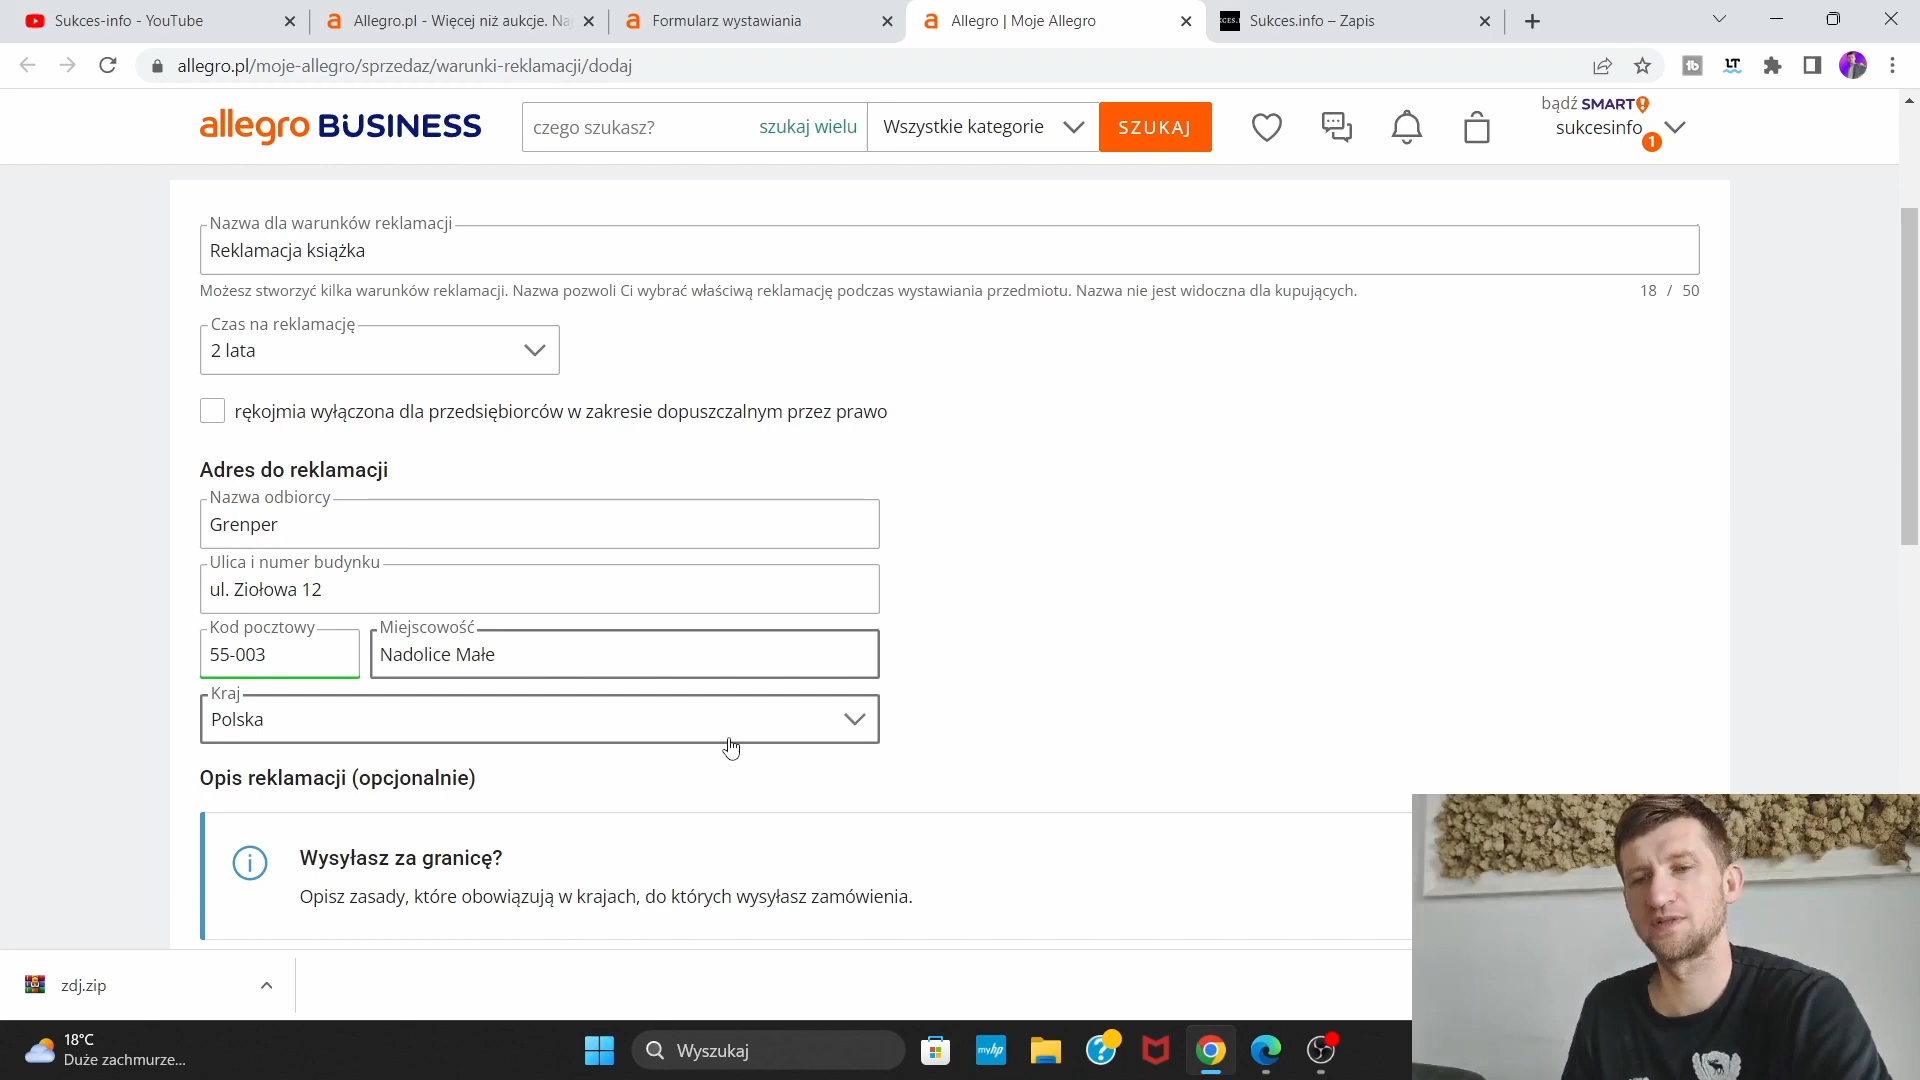 Sukces-info - YouTube
Allegro.pl - Więcej niż aukcje. Na
Formularz wystawiania
Allegro | Moje Allegro
Sukces.info – Zapis
allegro.pl/moje-allegro/sprzedaz/warunki-reklamacji/dodaj
allegro BUSINESS
czego szukasz?
szukaj wielu
Wszystkie kategorie
SZUKAJ
bądź SMART!
sukcesinfo
1
Nazwa dla warunków reklamacji
Reklamacja książka
Możesz stworzyć kilka warunków reklamacji. Nazwa pozwoli Ci wybrać właściwą reklamację podczas wystawiania przedmiotu. Nazwa nie jest widoczna dla kupujących.
18 / 50
Czas na reklamację
2 lata
rękojmia wyłączona dla przedsiębiorców w zakresie dopuszczalnym przez prawo
Adres do reklamacji
Nazwa odbiorcy
Grenper
Ulica i numer budynku
ul. Ziołowa 12
Kod pocztowy
55-003
Miejscowość
Nadolice Małe
Kraj
Polska
Opis reklamacji (opcjonalnie)
Wysyłasz za granicę?
Opisz zasady, które obowiązują w krajach, do których wysyłasz zamówienia.
zdj.zip
18°C
Duże zachmurze...
Wyszukaj
myhp